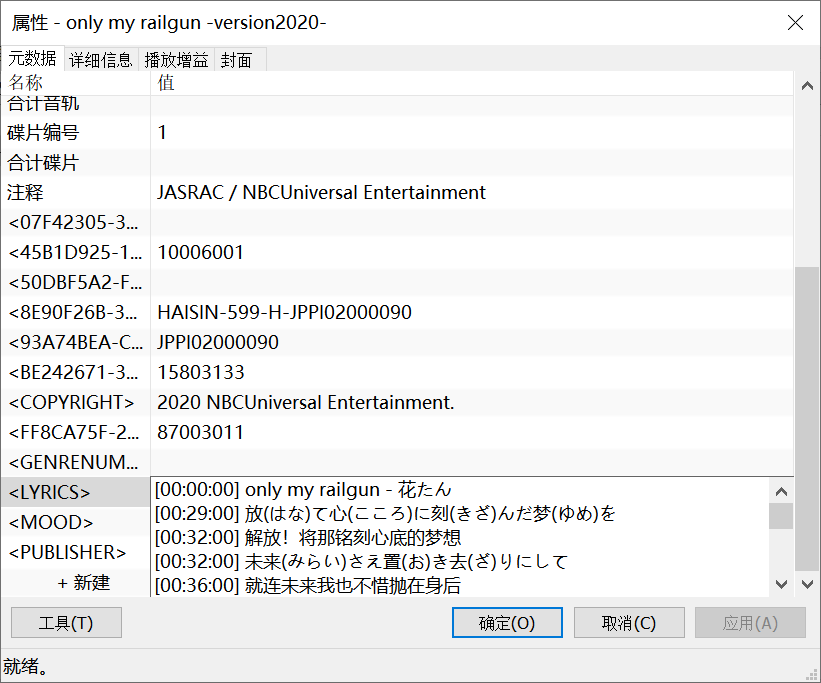 属性 - only my railgun -version2020-
元数据 详细信息 播放增益 封面
名称 值
合计音轨
碟片编号 1
合计碟片
注释 JASRAC / NBCUniversal Entertainment
<07F42305-3...
<45B1D925-1... 10006001
<50DBF5A2-F...
<8E90F26B-3... HAISIN-599-H-JPPI02000090
<93A74BEA-C... JPPI02000090
<BE242671-3... 15803133
<COPYRIGHT> 2020 NBCUniversal Entertainment.
<FF8CA75F-2... 87003011
<GENRENUM...
<LYRICS> [00:00:00] only my railgun - 花たん
[00:29:00] 放(はな)て心(こころ)に刻(きざ)んだ梦(ゆめ)を
<MOOD> [00:32:00] 解放！将那铭刻心底的梦想
<PUBLISHER> [00:32:00] 未来(みらい)さえ置(お)き去(ざ)りにして
+ 新建 [00:36:00] 就连未来我也不惜抛在身后
工具(T) 确定(O) 取消(C) 应用(A)
就绪。